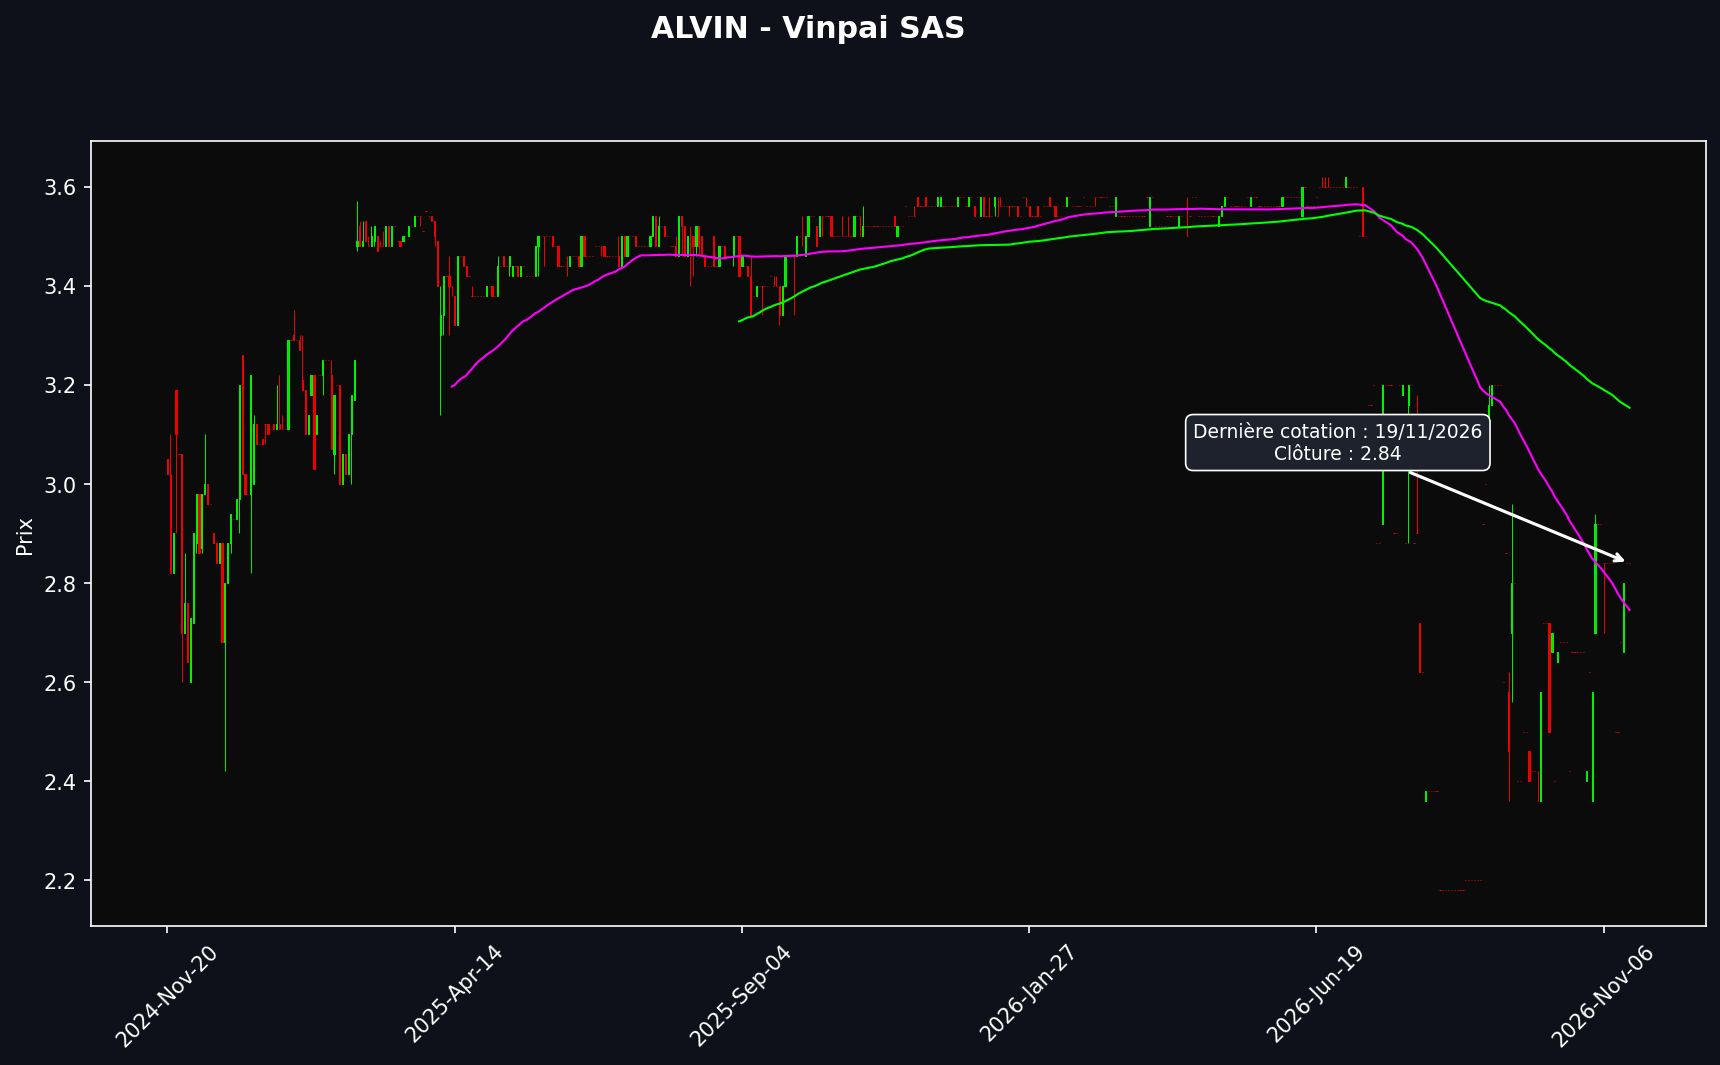 ALVIN - Vinpai SAS
Prix
3.6
3.4
3.2
3.0
2.8
2.6
2.4
2.2
Dernière cotation : 19/11/2026
Clôture : 2.84
2024-Nov-20
2025-Apr-14
2025-Sep-04
2026-Jan-27
2026-Jun-19
2026-Nov-06